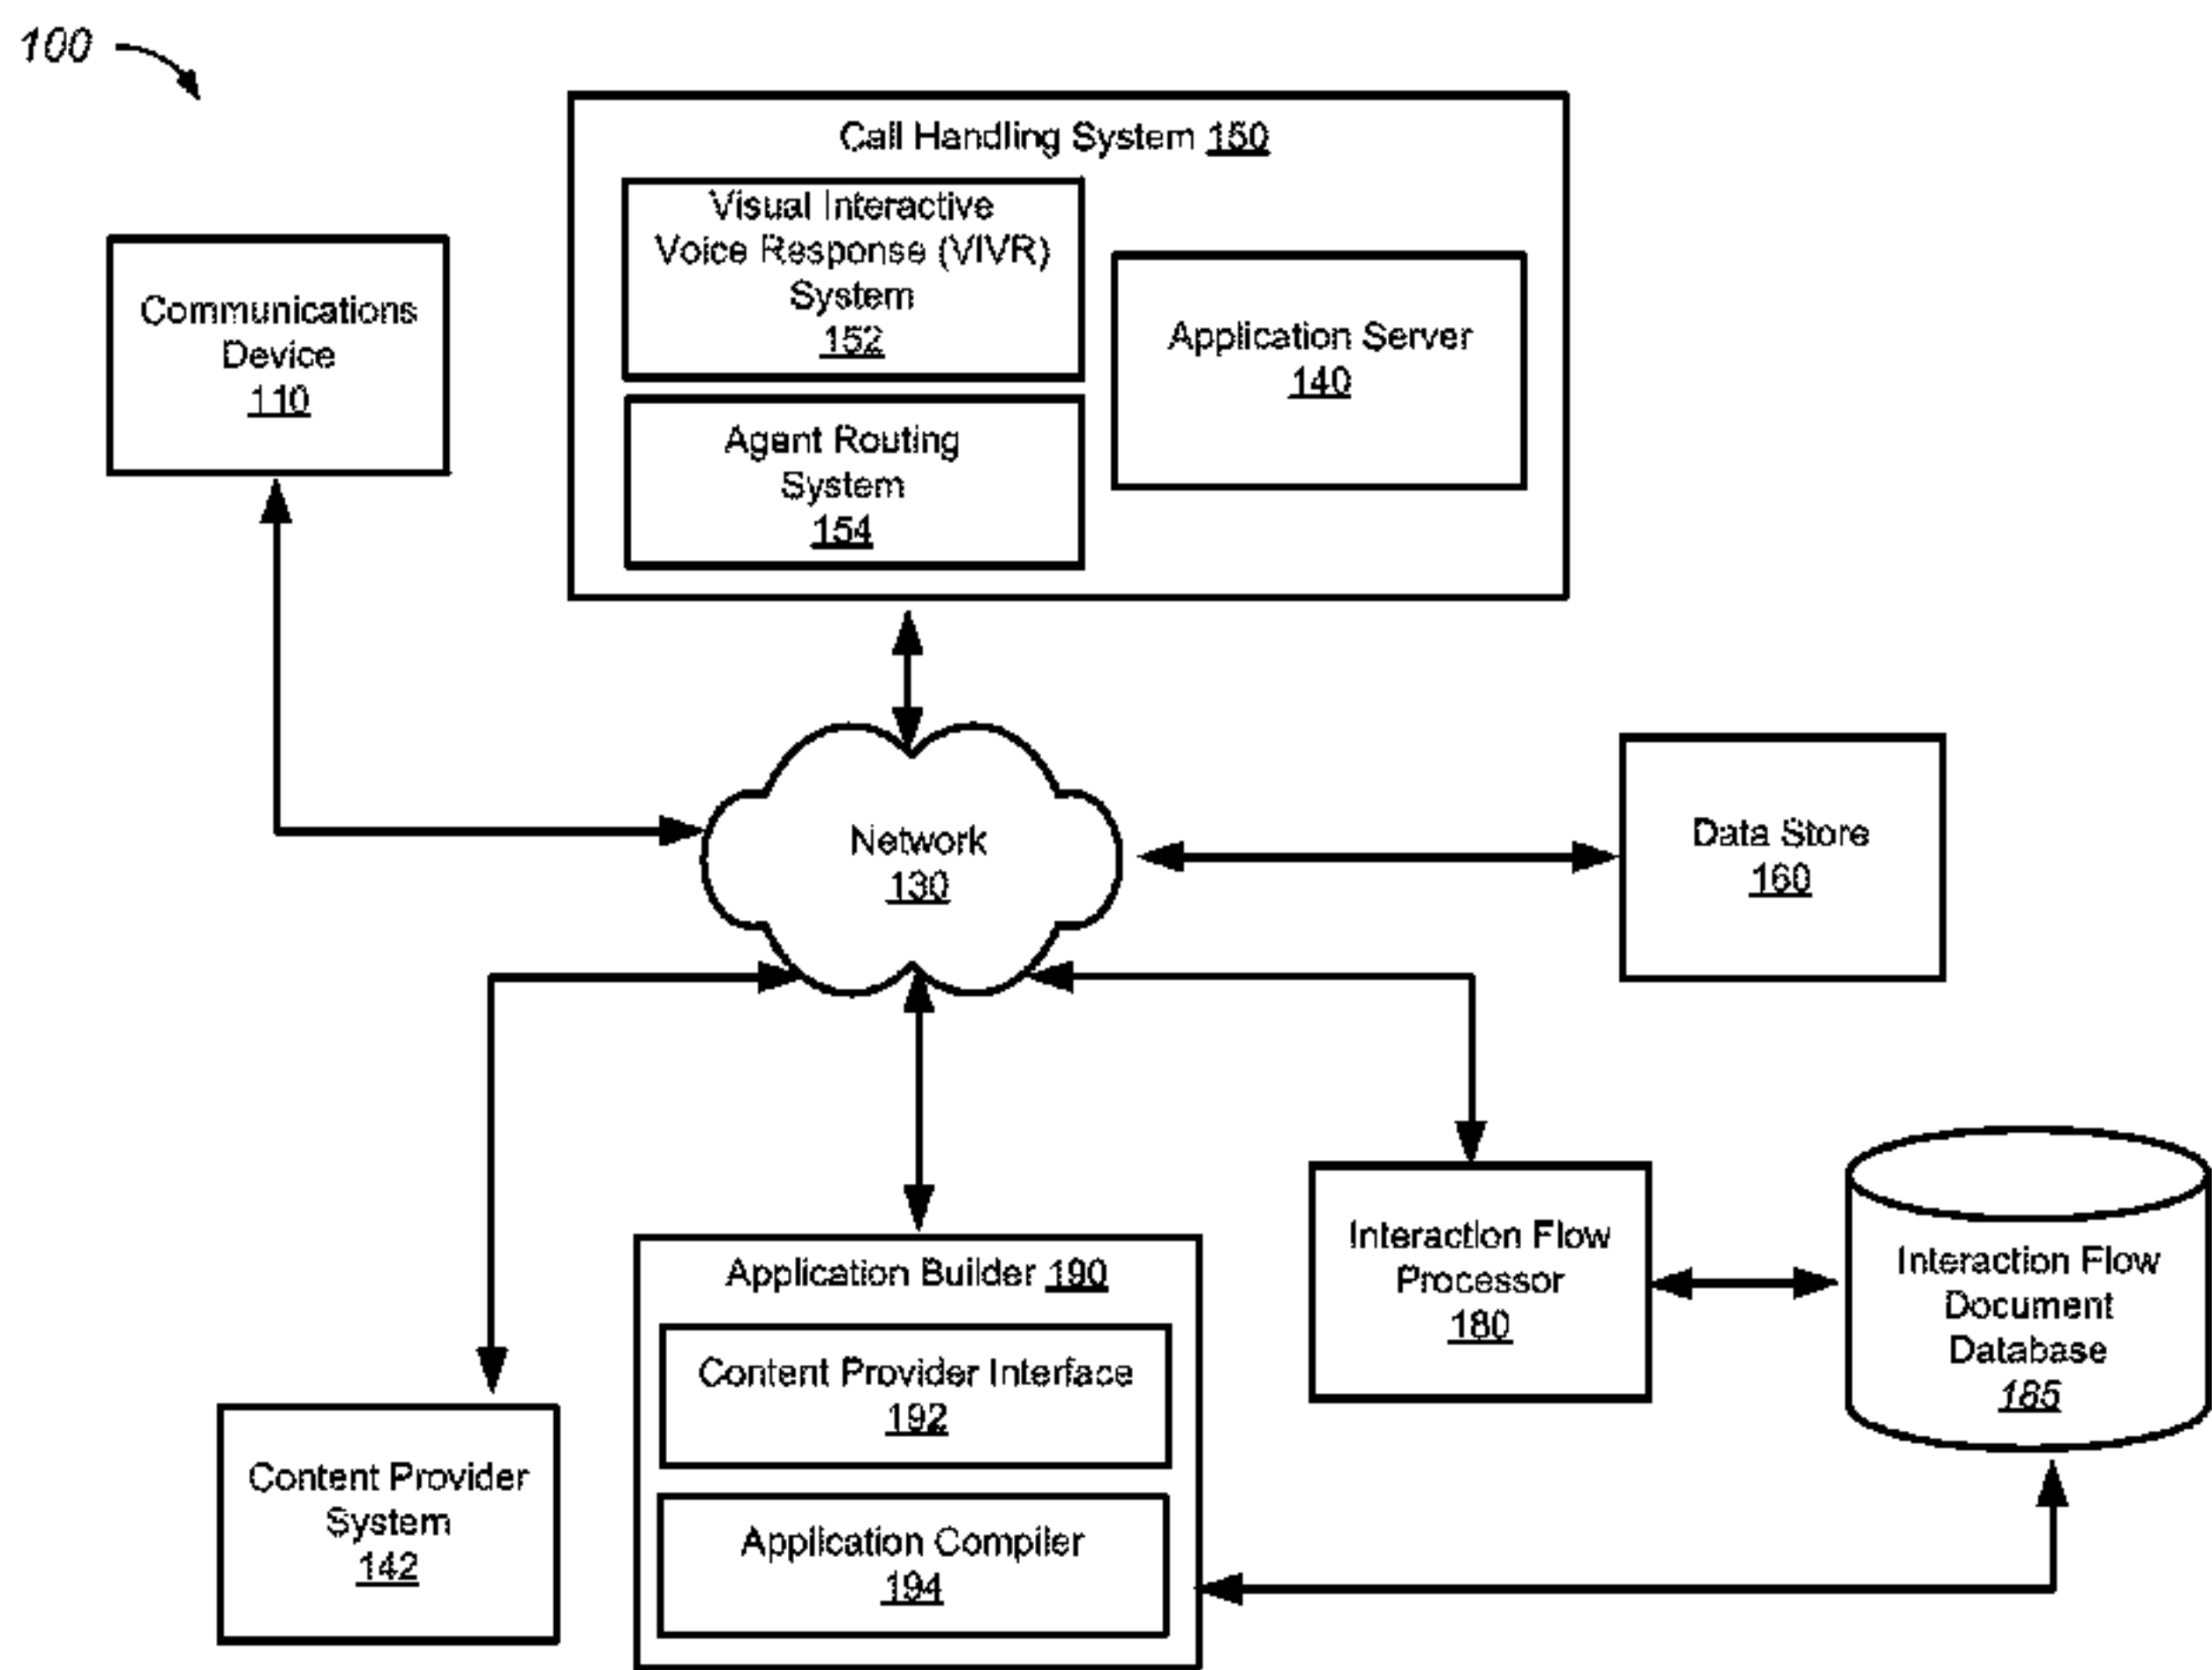 100
Call Handling System 150
Visual Interactive
Voice Response (VIVR)
System
152
Application Server
140
Agent Routing
System
154
Communications
Device
110
Network
130
Data Store
160
Application Builder 190
Content Provider Interface
192
Application Compiler
194
Interaction Flow
Processor
180
Interaction Flow
Document
Database
185
Content Provider
System
142